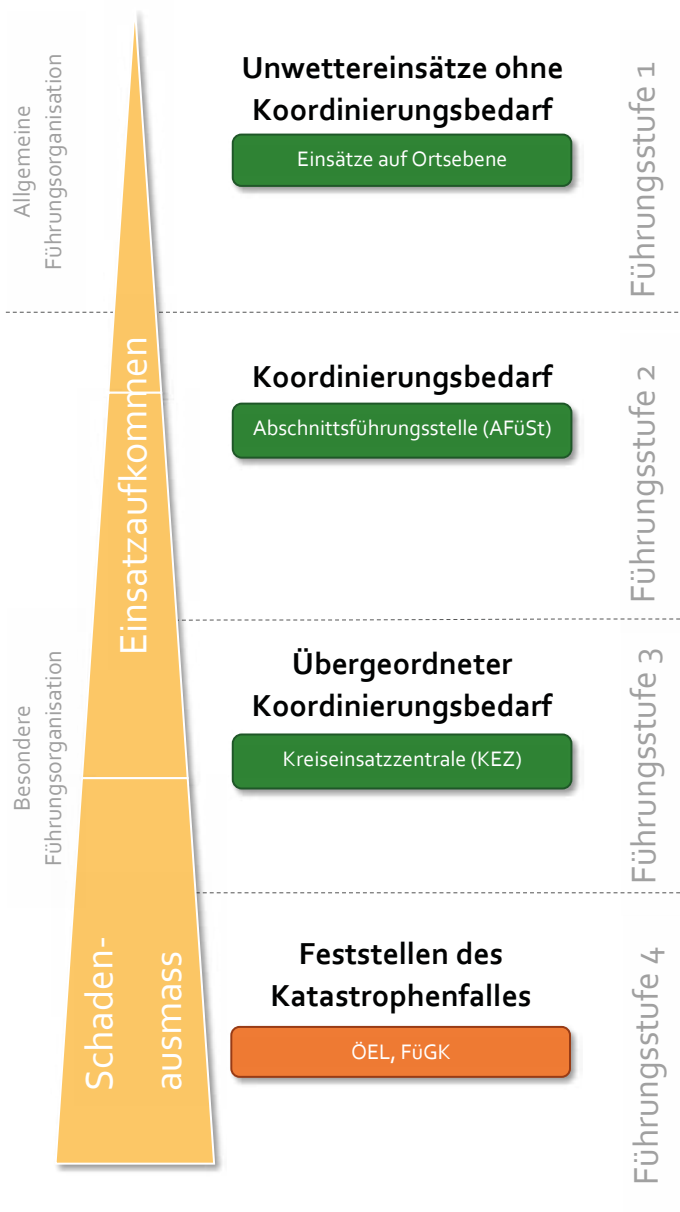 Allgemeine
Führungsorganisation
Unwettereinsätze ohne
Koordinierungsbedarf
Einsätze auf Ortsebene
Führungsstufe 1
Einsatzaufkommen
Koordinierungsbedarf
Abschnittsführungsstelle (AFüSt)
Führungsstufe 2
Besondere
Führungsorganisation
Übergeordneter
Koordinierungsbedarf
Kreiseinsatzzentrale (KEZ)
Führungsstufe 3
Schaden-
ausmass
Feststellen des
Katastrophenfalles
ÖEL, FüGK
Führungsstufe 4